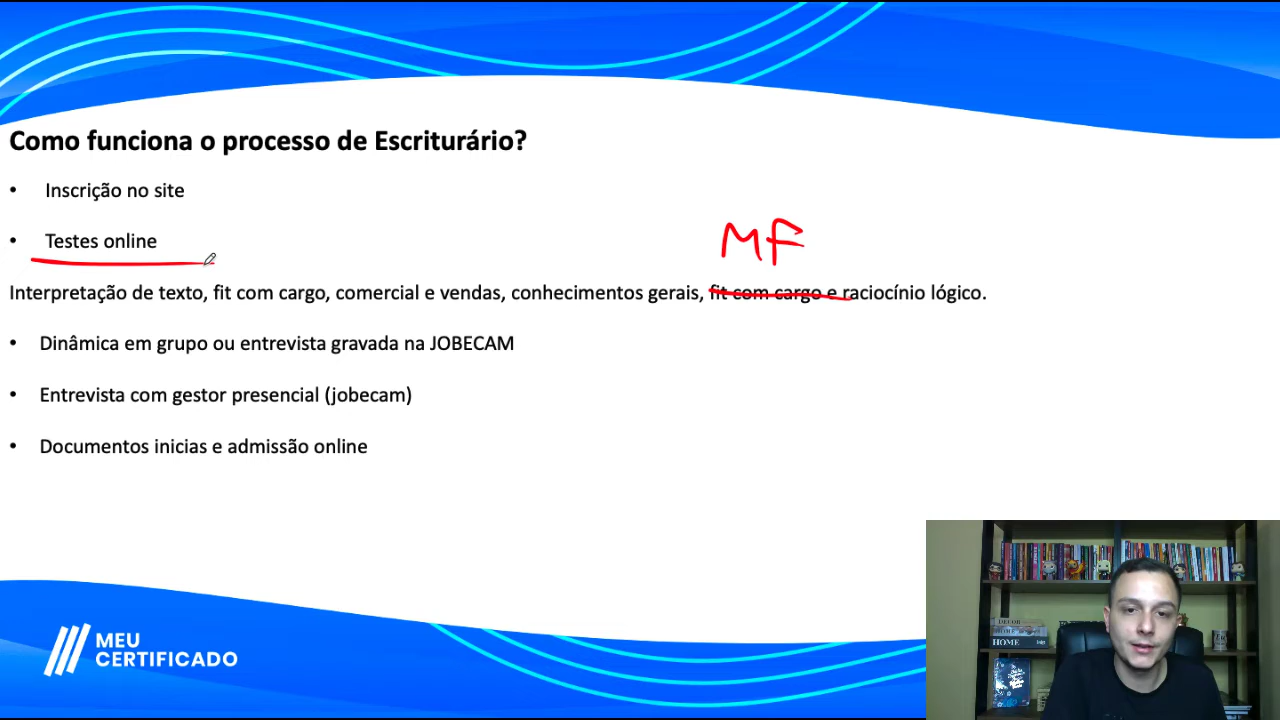 Como funciona o processo de Escriturário?
• Inscrição no site
• Testes online
MF
Interpretação de texto, fit com cargo, comercial e vendas, conhecimentos gerais, fit com cargo e raciocínio lógico.
• Dinâmica em grupo ou entrevista gravada na JOBECAM
• Entrevista com gestor presencial (jobecam)
• Documentos inicias e admissão online
MEU
CERTIFICADO
HOME